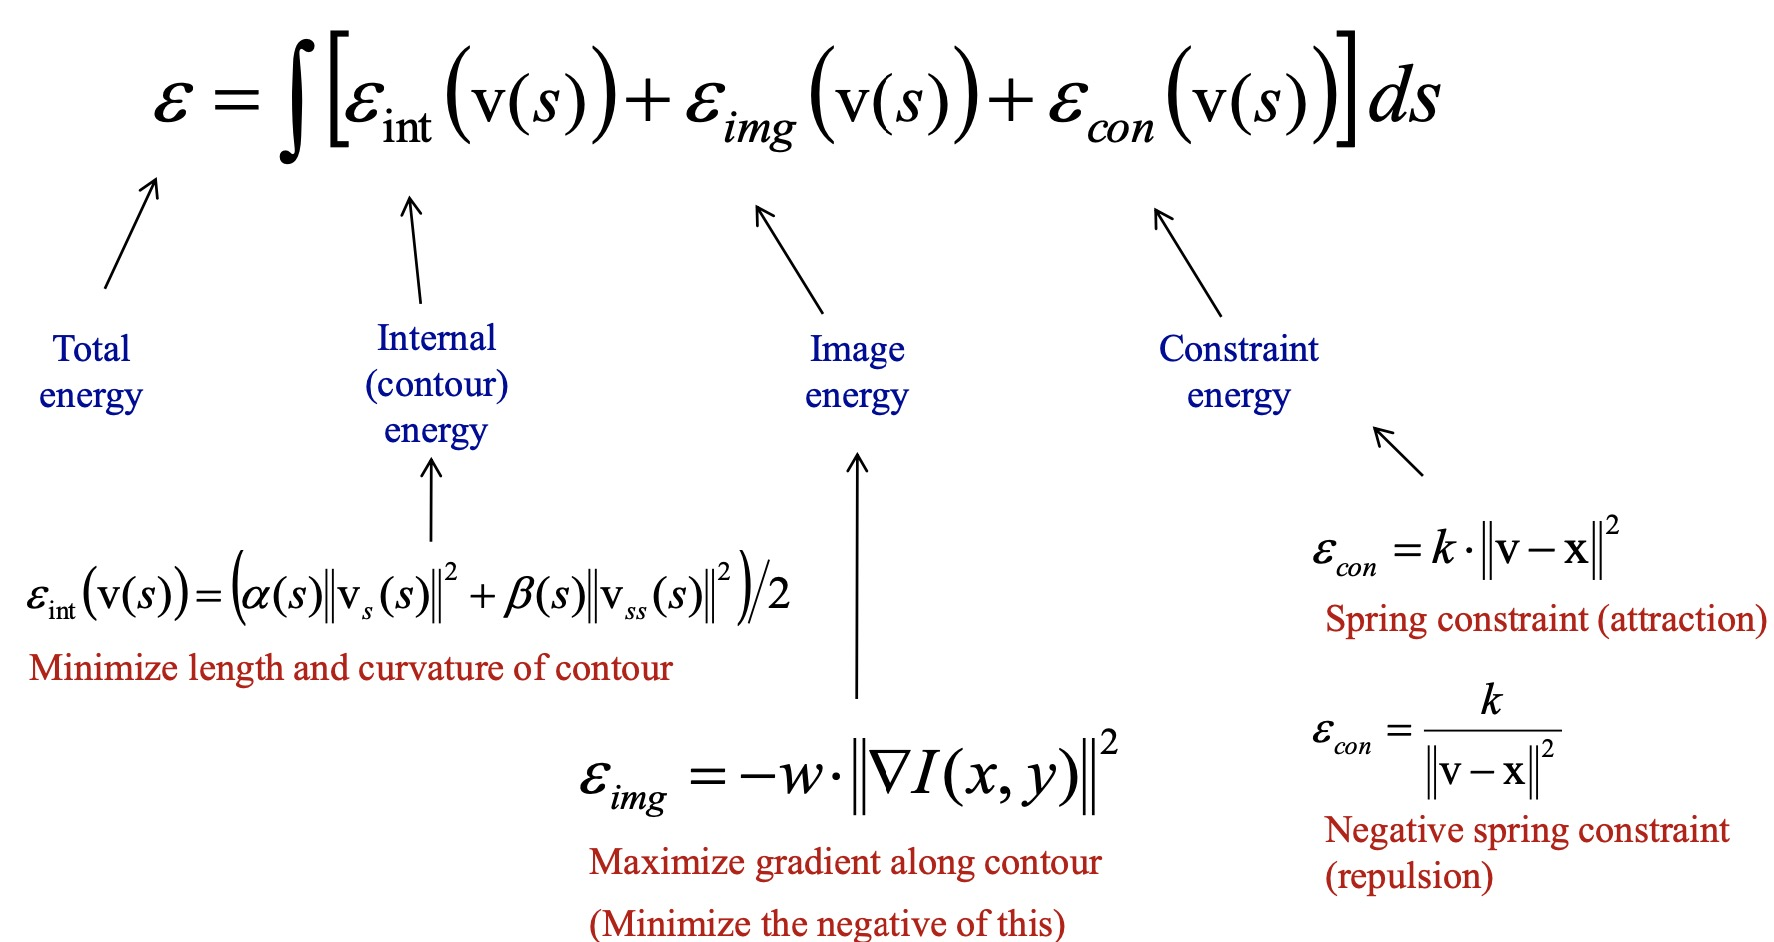 ε = ∫[ε_int(v(s)) + ε_img(v(s)) + ε_con(v(s))]ds
Total
energy
Internal
(contour)
energy
Image
energy
Constraint
energy
ε_int(v(s)) = (α(s)‖v_s(s)‖² + β(s)‖v_ss(s)‖²)/2
Minimize length and curvature of contour
ε_img = −w·‖∇I(x, y)‖²
Maximize gradient along contour
(Minimize the negative of this)
ε_con = k·‖v − x‖²
Spring constraint (attraction)
ε_con = k/‖v − x‖²
Negative spring constraint
(repulsion)